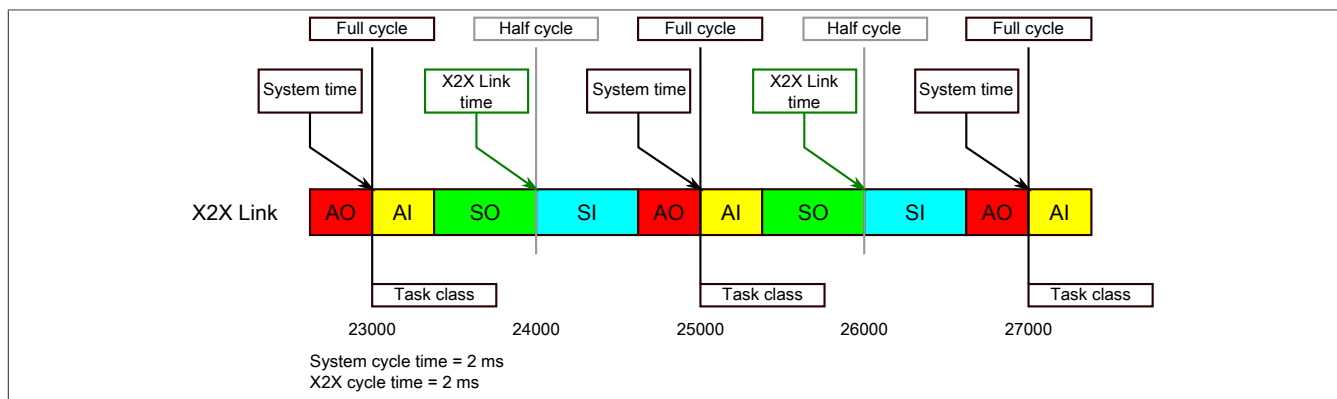 Full cycle
Half cycle
Full cycle
Half cycle
Full cycle
System time
X2X Link
time
System time
X2X Link
time
System time
X2X Link
AO
AI
SO
SI
AO
AI
SO
SI
AO
AI
Task class
Task class
Task class
23000
24000
25000
26000
27000
System cycle time = 2 ms
X2X cycle time = 2 ms